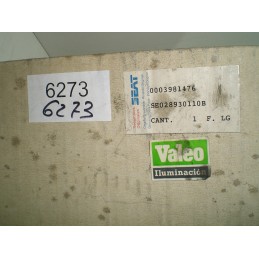 6273
6273
SEAT
0003981476
SE028930110B
CANT. 1 F. LG
Valeo
Iluminación